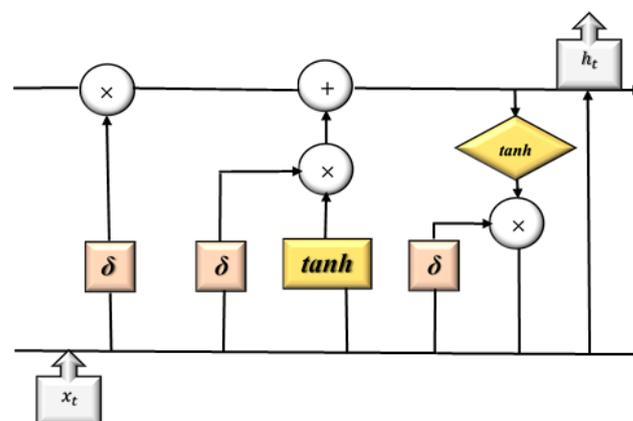 h_t
× +
tanh
×
×
δ δ tanh δ
x_t